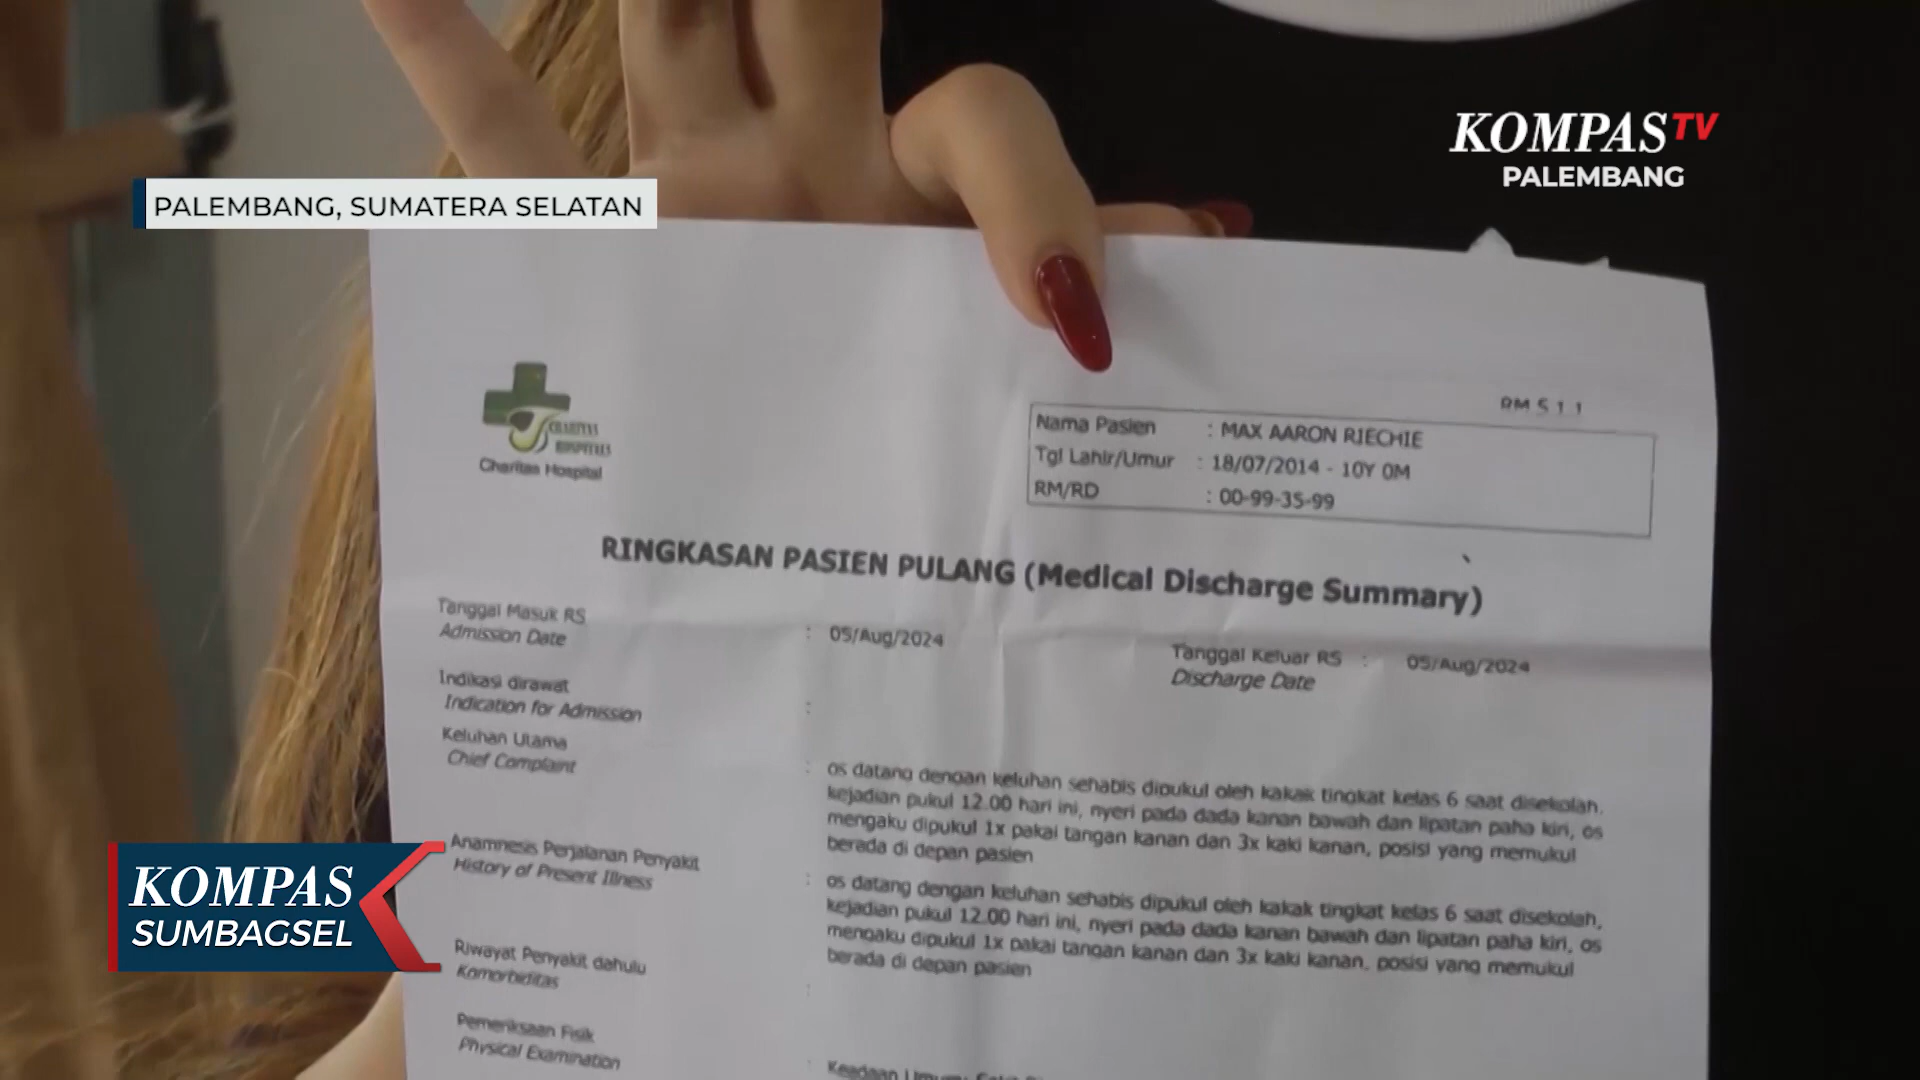 KOMPAS TV
PALEMBANG
PALEMBANG, SUMATERA SELATAN
CHARITAS
HOSPITALS
Charitas Hospital
Nama Pasien : MAX AARON RIECHIE
Tgl Lahir/Umur : 18/07/2014 - 10Y 0M
RM/RD : 00-99-35-99
RINGKASAN PASIEN PULANG (Medical Discharge Summary)
Tanggal Masuk RS
Admission Date : 05/Aug/2024
Tanggal Keluar RS : 05/Aug/2024
Discharge Date
Indikasi dirawat
Indication for Admission :
Keluhan Utama
Chief Complaint
: os datang dengan keluhan sehabis dipukul oleh kakak tingkat kelas 6 saat disekolah,
kejadian pukul 12.00 hari ini, nyeri pada dada kanan bawah dan lipatan paha kiri, os
mengaku dipukul 1x pakai tangan kanan dan 3x kaki kanan, posisi yang memukul
berada di depan pasien
Anamnesis Perjalanan Penyakit
History of Present Illness
: os datang dengan keluhan sehabis dipukul oleh kakak tingkat kelas 6 saat disekolah,
kejadian pukul 12.00 hari ini, nyeri pada dada kanan bawah dan lipatan paha kiri, os
mengaku dipukul 1x pakai tangan kanan dan 3x kaki kanan, posisi yang memukul
berada di depan pasien
Riwayat Penyakit dahulu
Komorbiditas :
Pemeriksaan Fisik
Physical Examination :
KOMPAS
SUMBAGSEL